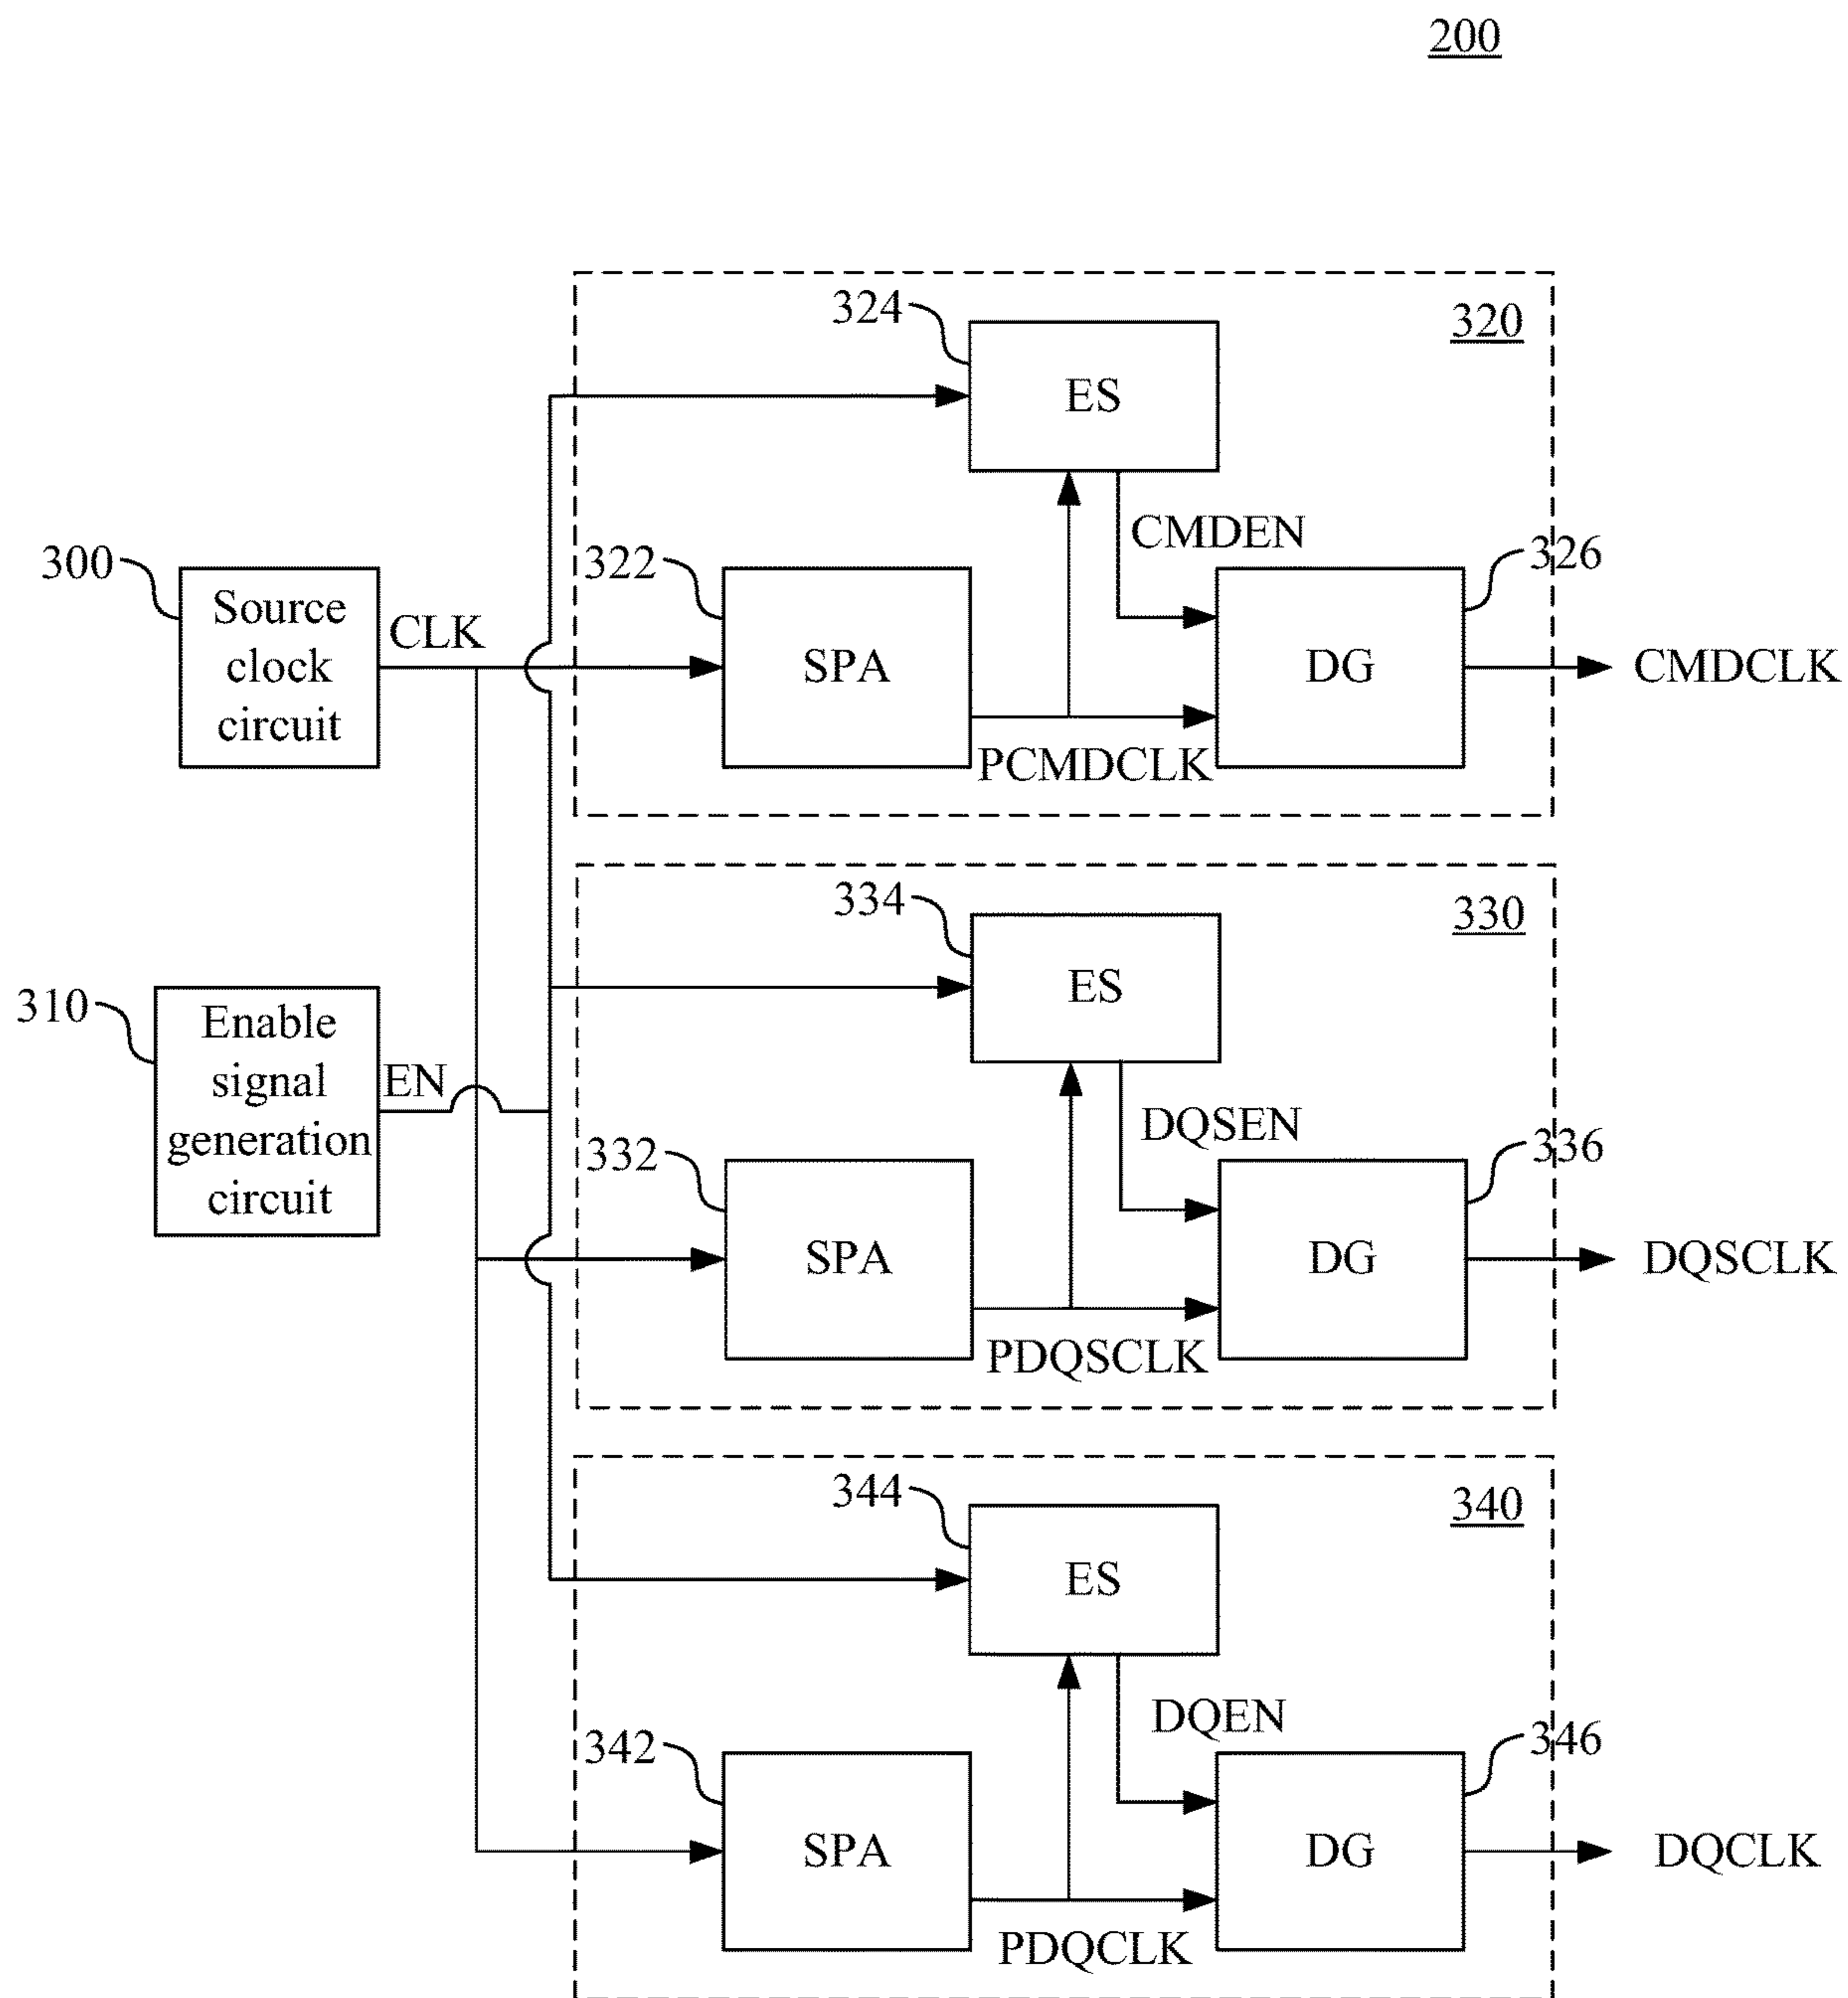 200
324
320
ES
CMDEN
300
322
326
Source
clock
circuit
CLK
SPA
DG
CMDCLK
PCMDCLK
334
330
ES
310
Enable
signal
generation
circuit
EN
DQSEN
332
336
SPA
DG
DQSCLK
PDQSCLK
344
340
ES
DQEN
342
346
SPA
DG
DQCLK
PDQCLK